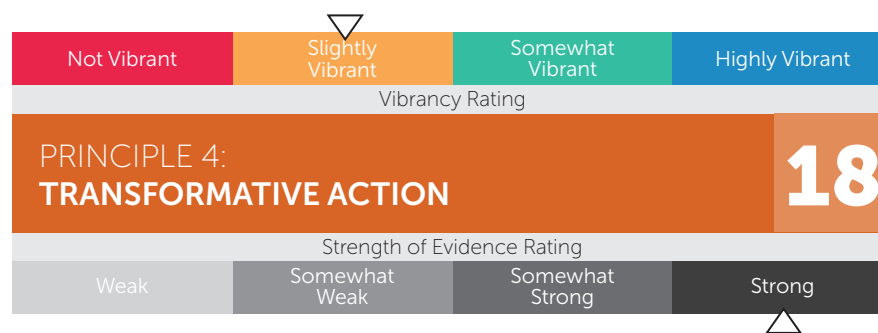 Not Vibrant
Slightly
Vibrant
Somewhat
Vibrant
Highly Vibrant
Vibrancy Rating
PRINCIPLE 4:
TRANSFORMATIVE ACTION
18
Strength of Evidence Rating
Weak
Somewhat
Weak
Somewhat
Strong
Strong